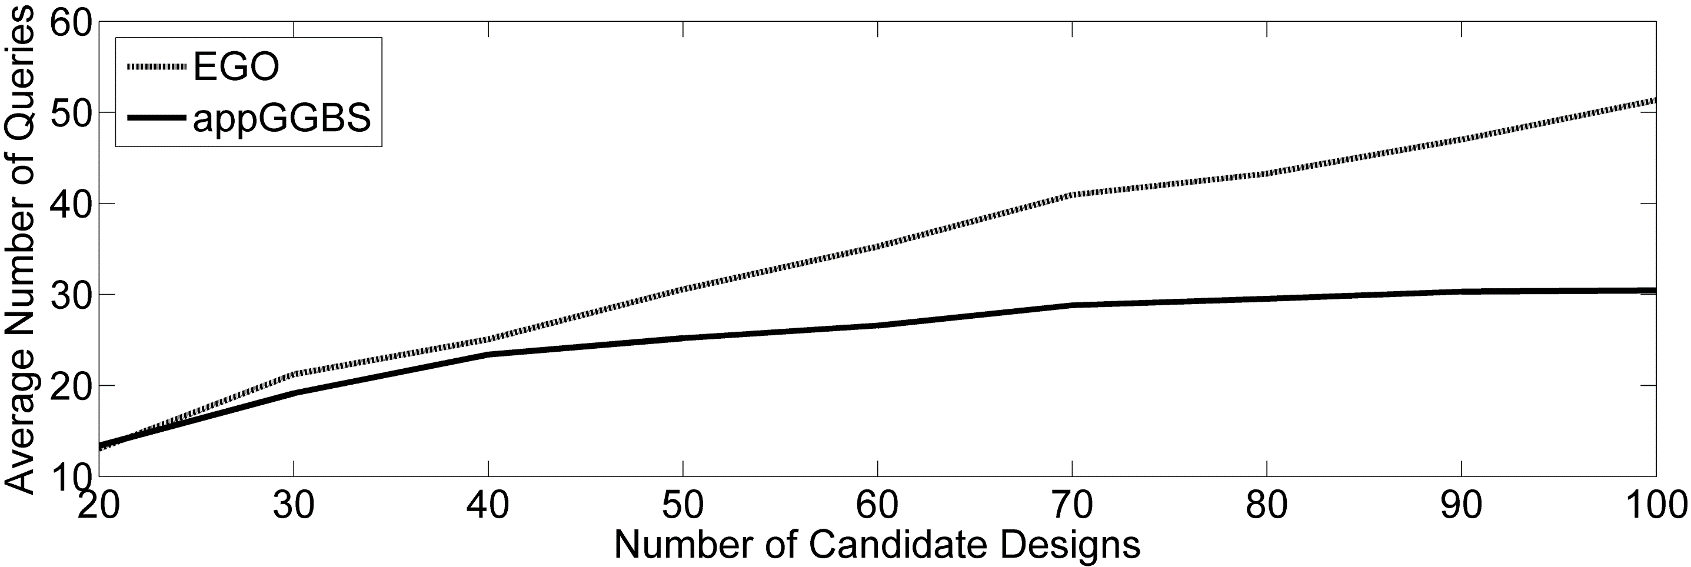 Average Number of Queries
60
50
40
30
20
10
EGO
appGGBS
20 30 40 50 60 70 80 90 100
Number of Candidate Designs